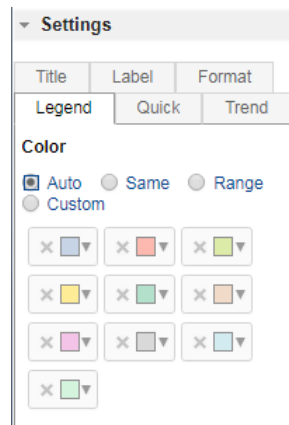 Settings
Title Label Format
Legend Quick Trend
Color
Auto Same Range
Custom